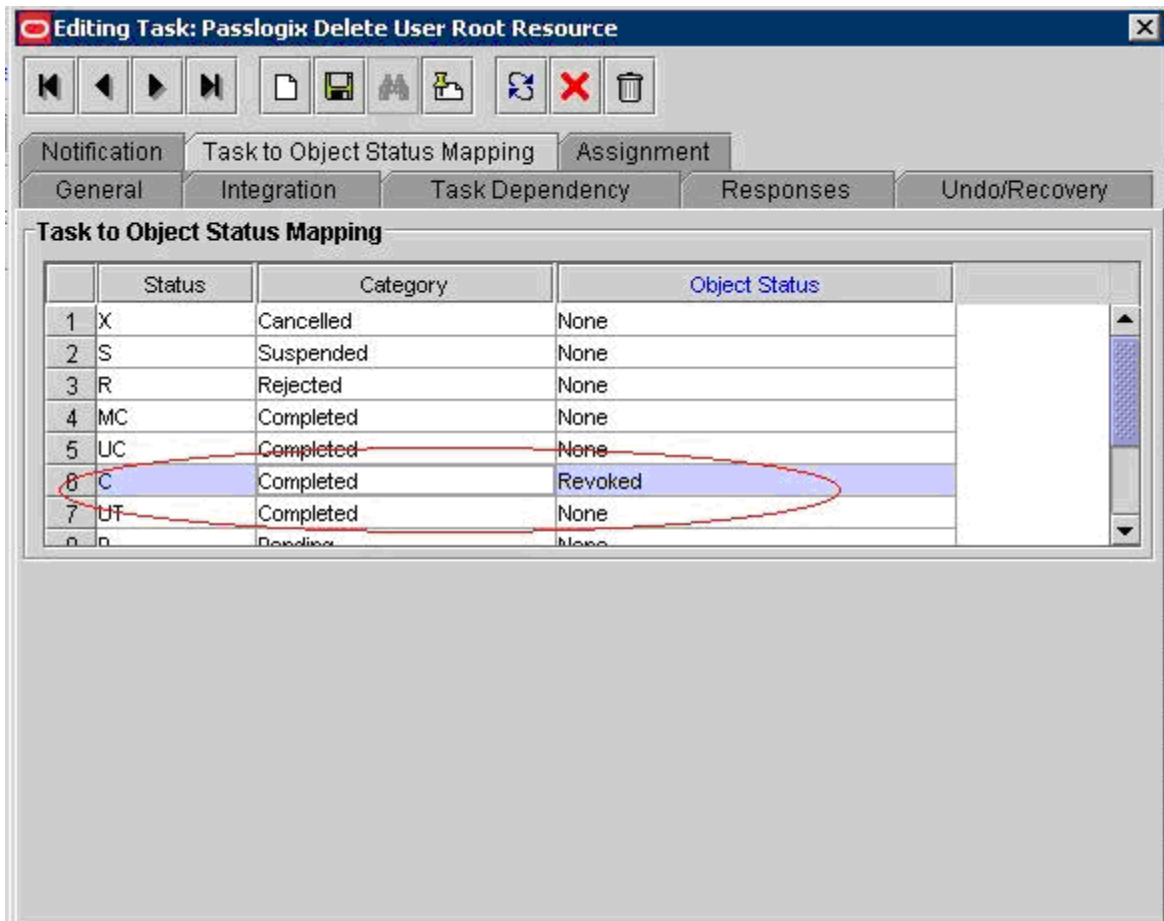 Editing Task: Passlogix Delete User Root Resource
Notification Task to Object Status Mapping Assignment
General Integration Task Dependency Responses Undo/Recovery
Task to Object Status Mapping
Status Category Object Status
1 X Cancelled None
2 S Suspended None
3 R Rejected None
4 MC Completed None
5 UC Completed None
6 C Completed Revoked
7 UT Completed None
Pending None